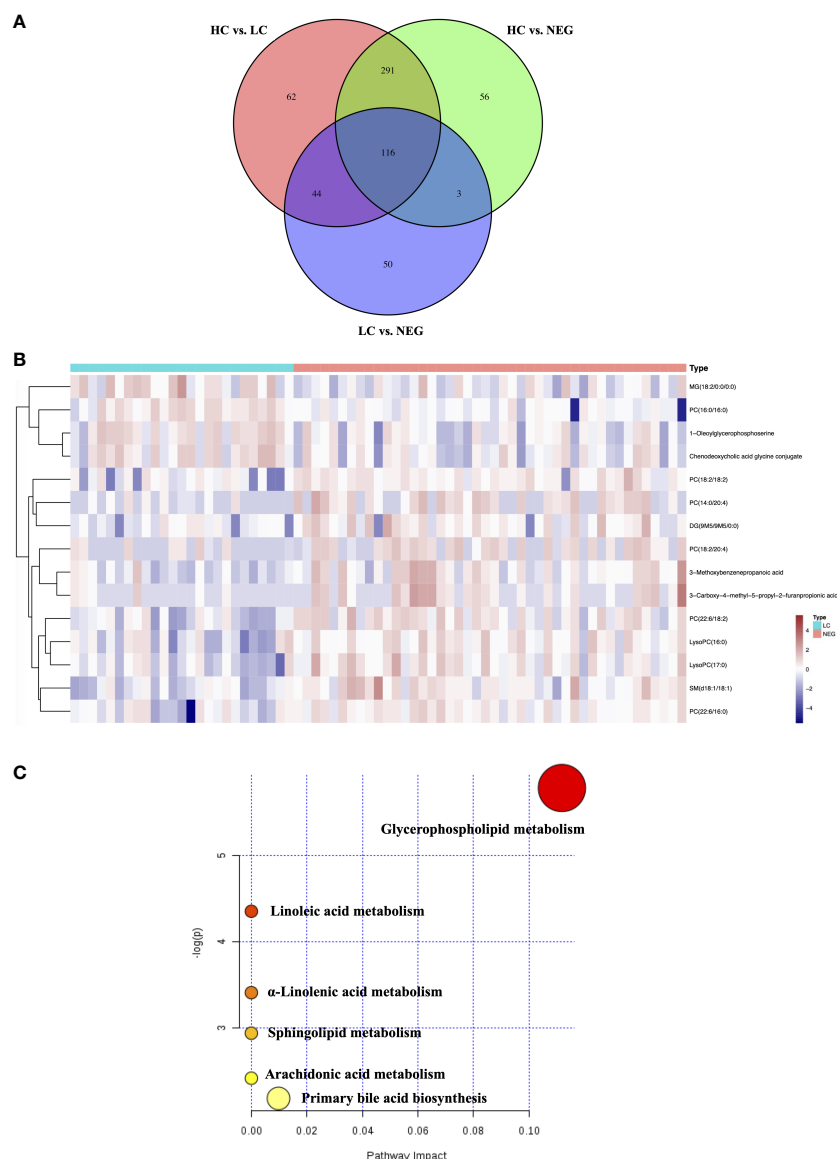 A
HC vs. LC
HC vs. NEG
291
62
56
116
44
3
50
LC vs. NEG
B
Type
MG(18:2/0:0/0:0)
PC(16:0/16:0)
1-Oleoylglycerophosphoserine
Chenodeoxycholic acid glycine conjugate
PC(18:2/18:2)
PC(14:0/20:4)
DG(9M5/9M5/0:0)
PC(18:2/20:4)
3-Methoxybenzenepropanoic acid
3-Carboxy-4-methyl-5-propyl-2-furanpropionic acid
PC(22:6/18:2)
LysoPC(16:0)
LysoPC(17:0)
SM(d18:1/18:1)
PC(22:6/16:0)
Type
LC
NEG
4
2
0
−2
−4
C
Glycerophospholipid metabolism
5
Linoleic acid metabolism
-log(p)
4
α-Linolenic acid metabolism
3
Sphingolipid metabolism
Arachidonic acid metabolism
Primary bile acid biosynthesis
0.00 0.02 0.04 0.06 0.08 0.10
Pathway Impact